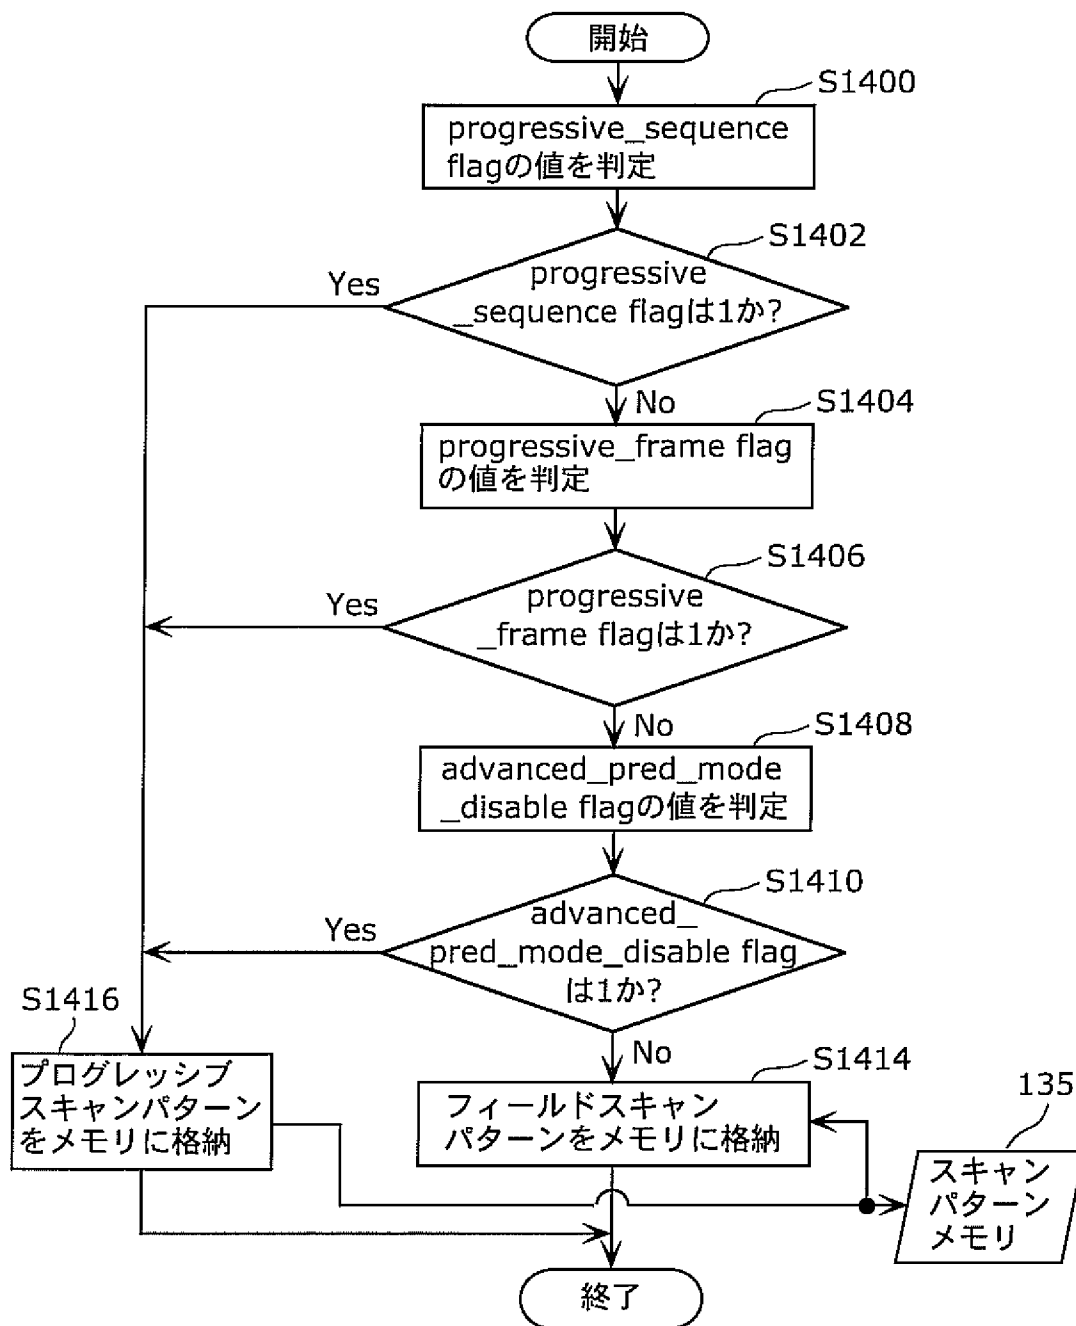 開始
S1400
progressive_sequence
flagの値を判定
S1402
progressive
_sequence flagは1か?
Yes
No
S1404
progressive_frame flag
の値を判定
S1406
progressive
_frame flagは1か?
Yes
No
S1408
advanced_pred_mode
_disable flagの値を判定
S1410
advanced_
pred_mode_disable flag
は1か?
Yes
No
S1416
プログレッシブ
スキャンパターン
をメモリに格納
S1414
フィールドスキャン
パターンをメモリに格納
135
スキャン
パターン
メモリ
終了